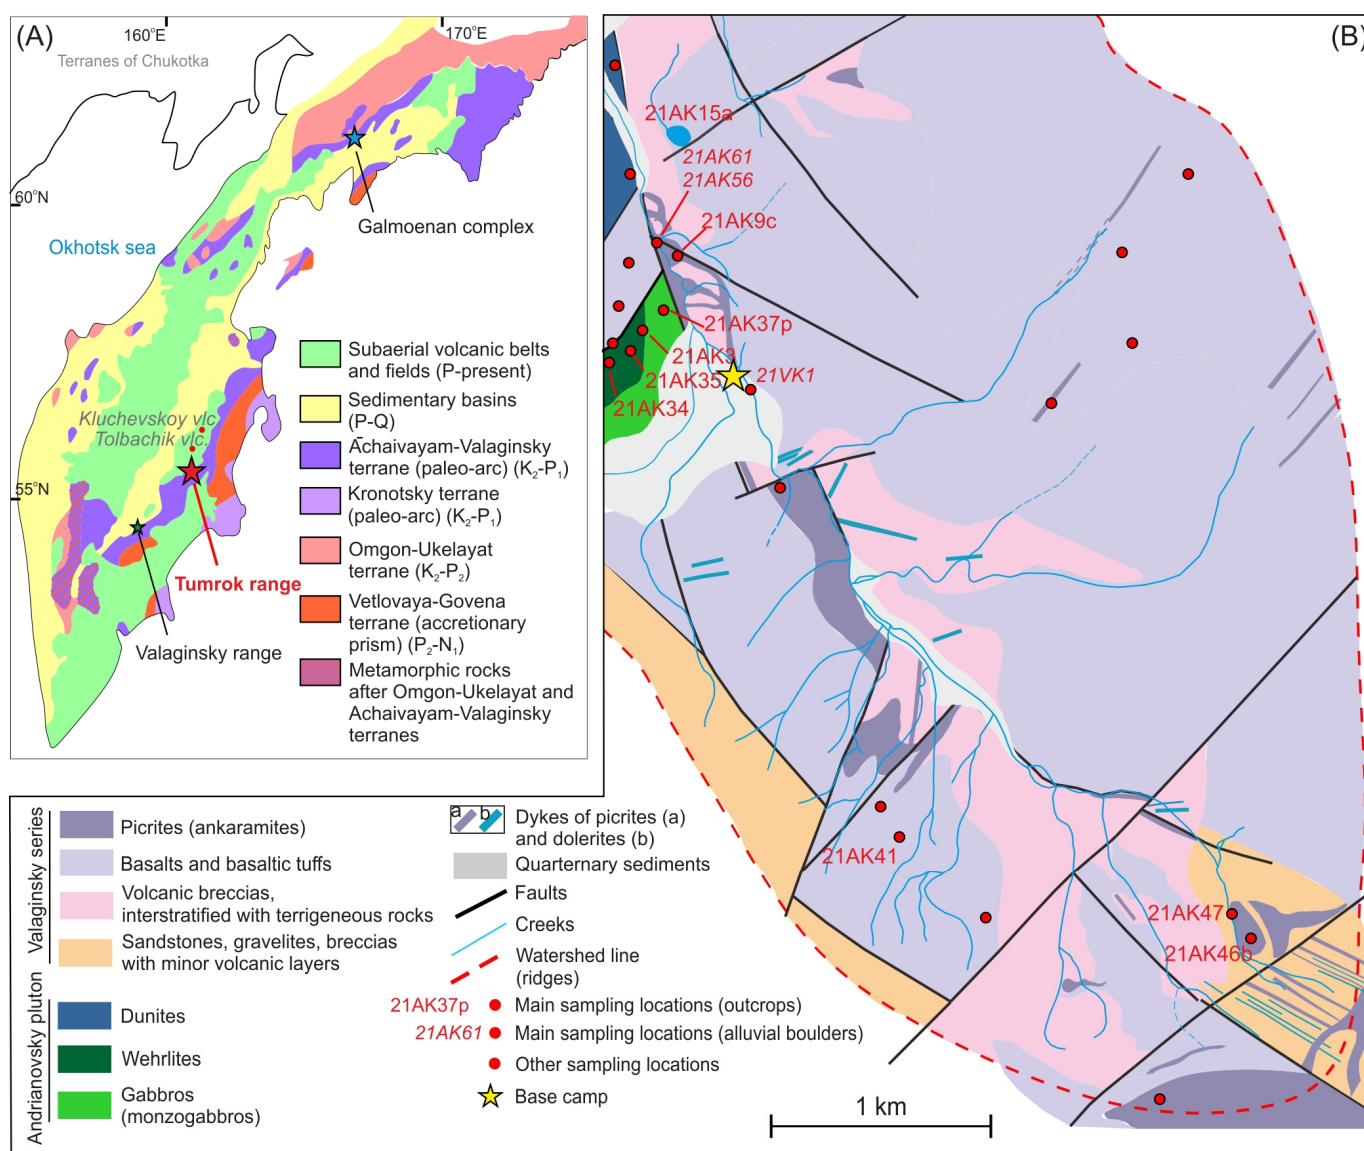 (A)
160°E
170°E
Terranes of Chukotka
60°N
Okhotsk sea
Galmoenan complex
Kluchevskoy vlc.
Tolbachik vlc.
55°N
Tumrok range
Valaginsky range
Subaerial volcanic belts
and fields (P-present)
Sedimentary basins
(P-Q)
Achaivayam-Valaginsky
terrane (paleo-arc) (K₂-P₁)
Kronotsky terrane
(paleo-arc) (K₂-P₁)
Omgon-Ukelayat
terrane (K₂-P₂)
Vetlovaya-Govena
terrane (accretionary
prism) (P₂-N₁)
Metamorphic rocks
after Omgon-Ukelayat and
Achaivayam-Valaginsky
terranes
(B)
21AK15a
21AK61
21AK56
21AK9c
21AK37p
21AK3
21AK35
21VK1
21AK34
21AK41
21AK47
21AK46b
1 km
Valaginsky series
Picrites (ankaramites)
Basalts and basaltic tuffs
Volcanic breccias,
interstratified with terrigeneous rocks
Sandstones, gravelites, breccias
with minor volcanic layers
Andrianovsky pluton
Dunites
Wehrlites
Gabbros
(monzogabbros)
a b
Dykes of picrites (a)
and dolerites (b)
Quarternary sediments
Faults
Creeks
Watershed line
(ridges)
21AK37p Main sampling locations (outcrops)
21AK61 Main sampling locations (alluvial boulders)
Other sampling locations
Base camp